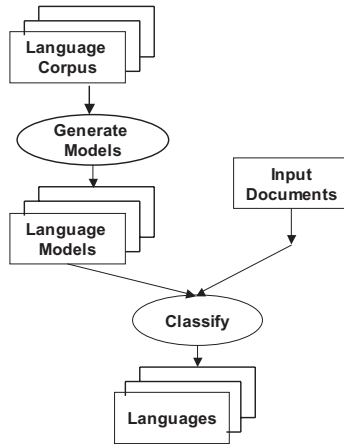 Language
Corpus
Generate
Models
Language
Models
Input
Documents
Classify
Languages